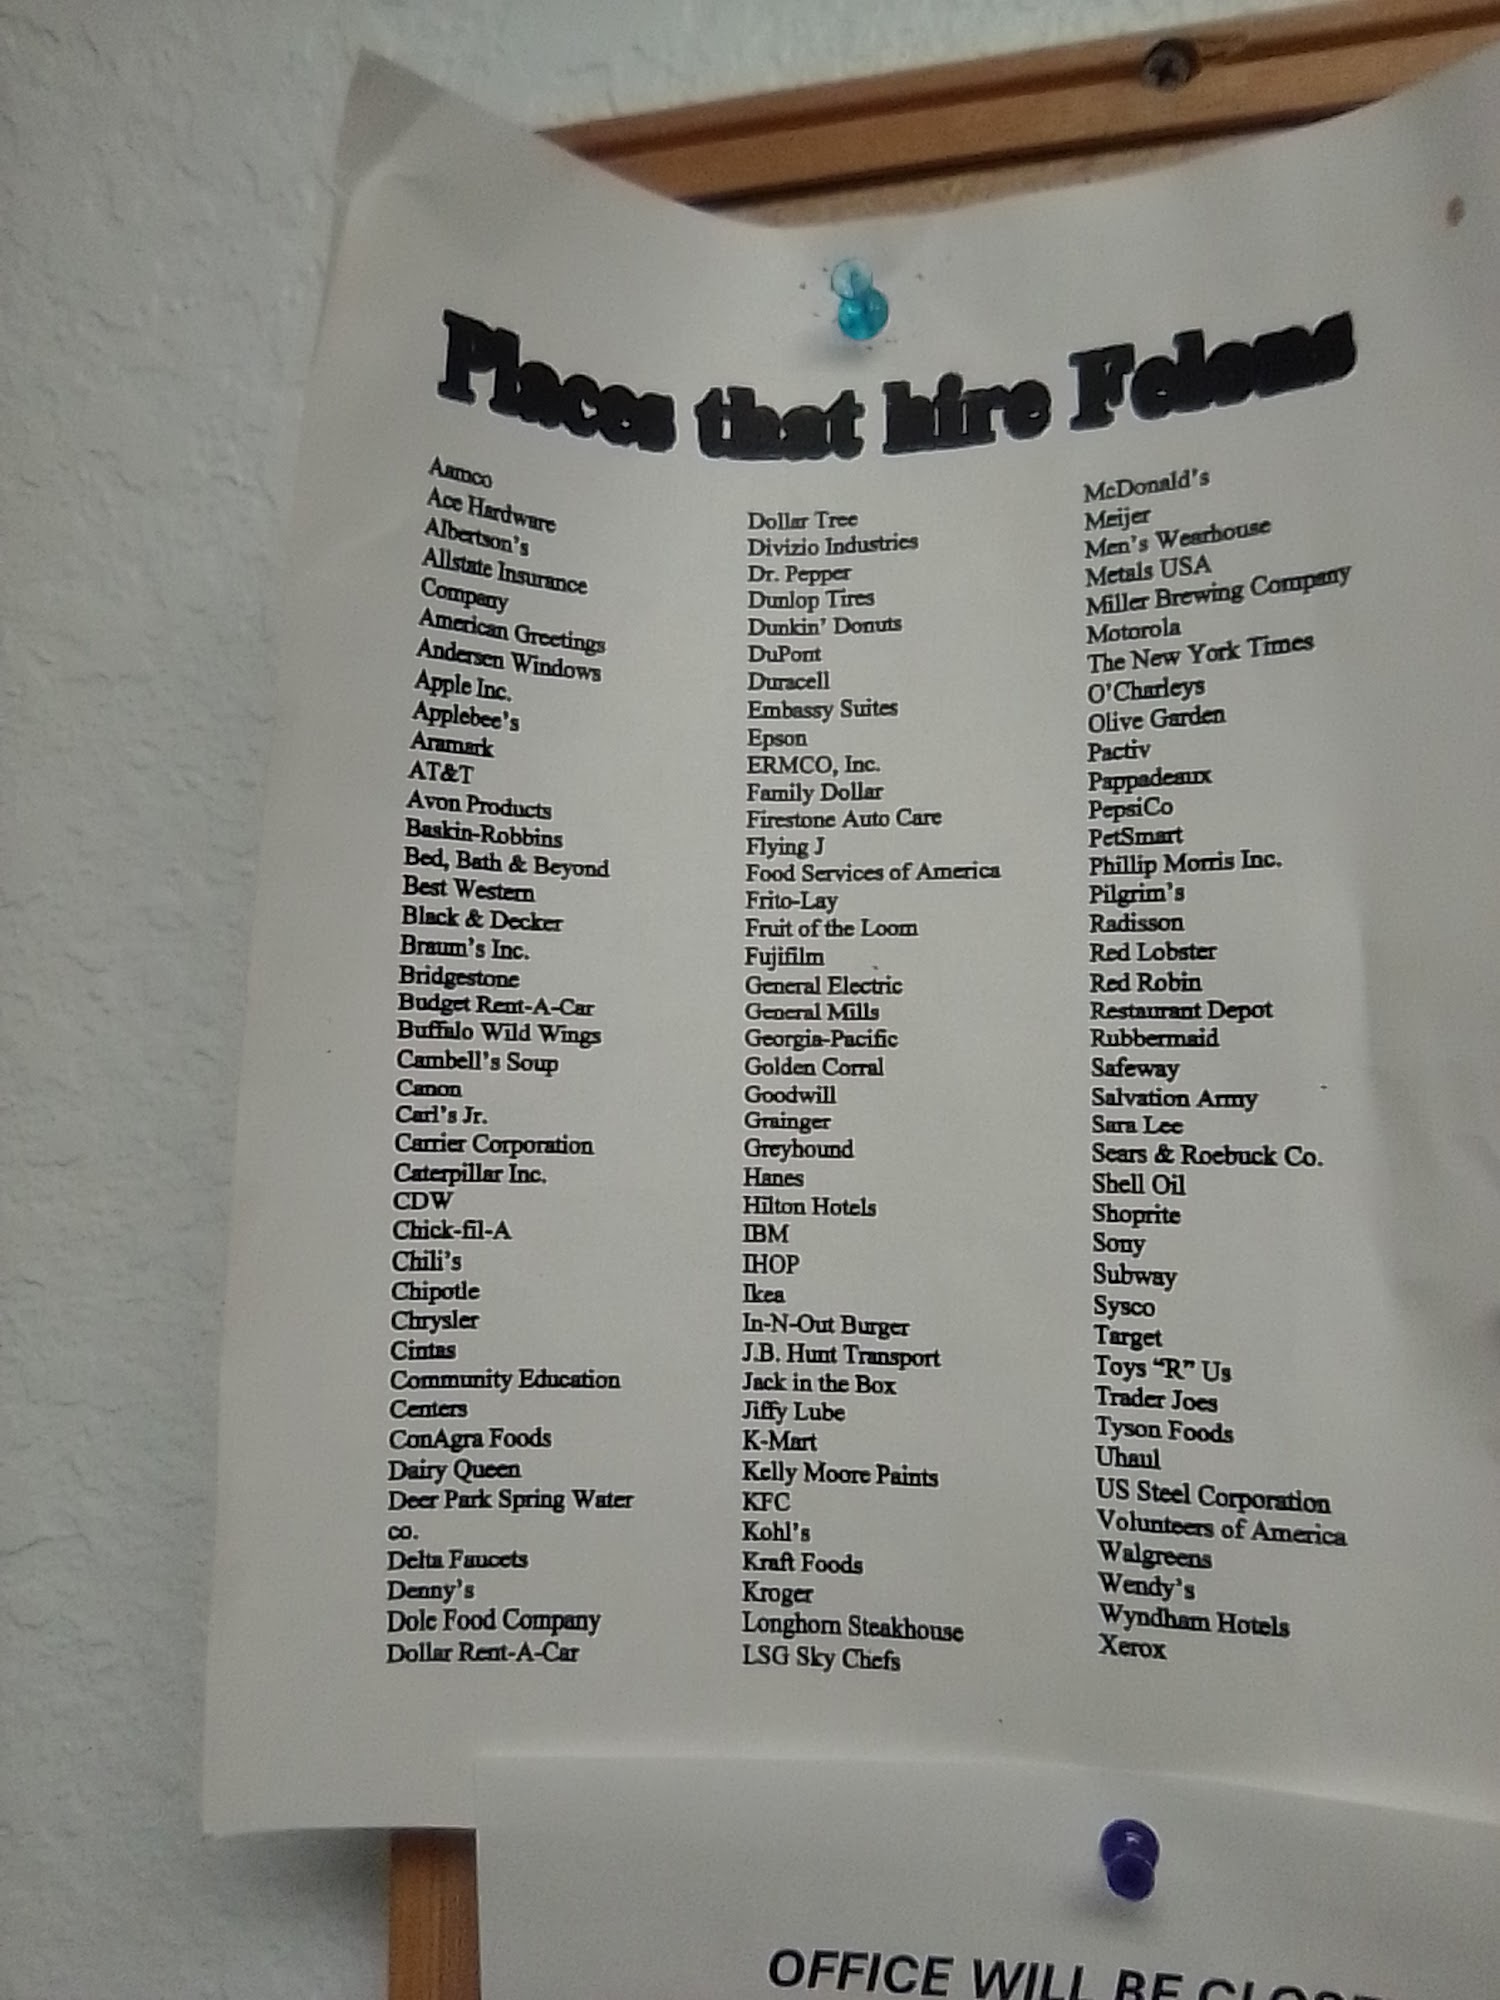 Places that hire Felons
Aamco
Ace Hardware
Albertson's
Allstate Insurance
Company
American Greetings
Andersen Windows
Apple Inc.
Applebee's
Aramark
AT&T
Avon Products
Baskin-Robbins
Bed, Bath & Beyond
Best Western
Black & Decker
Braum's Inc.
Bridgestone
Budget Rent-A-Car
Buffalo Wild Wings
Cambell's Soup
Canon
Carl's Jr.
Carrier Corporation
Caterpillar Inc.
CDW
Chick-fil-A
Chili's
Chipotle
Chrysler
Cintas
Community Education
Centers
ConAgra Foods
Dairy Queen
Deer Park Spring Water
co.
Delta Faucets
Denny's
Dole Food Company
Dollar Rent-A-Car
Dollar Tree
Divizio Industries
Dr. Pepper
Dunlop Tires
Dunkin' Donuts
DuPont
Duracell
Embassy Suites
Epson
ERMCO, Inc.
Family Dollar
Firestone Auto Care
Flying J
Food Services of America
Frito-Lay
Fruit of the Loom
Fujifilm
General Electric
General Mills
Georgia-Pacific
Golden Corral
Goodwill
Grainger
Greyhound
Hanes
Hilton Hotels
IBM
IHOP
Ikea
In-N-Out Burger
J.B. Hunt Transport
Jack in the Box
Jiffy Lube
K-Mart
Kelly Moore Paints
KFC
Kohl's
Kraft Foods
Kroger
Longhorn Steakhouse
LSG Sky Chefs
McDonald's
Meijer
Men's Wearhouse
Metals USA
Miller Brewing Company
Motorola
The New York Times
O'Charleys
Olive Garden
Pactiv
Pappadeaux
PepsiCo
PetSmart
Phillip Morris Inc.
Pilgrim's
Radisson
Red Lobster
Red Robin
Restaurant Depot
Rubbermaid
Safeway
Salvation Army
Sara Lee
Sears & Roebuck Co.
Shell Oil
Shoprite
Sony
Subway
Sysco
Target
Toys "R" Us
Trader Joes
Tyson Foods
Uhaul
US Steel Corporation
Volunteers of America
Walgreens
Wendy's
Wyndham Hotels
Xerox
OFFICE WILL BE